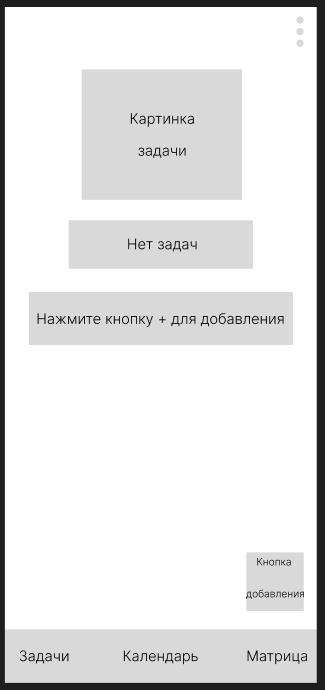 Картинка
задачи
Нет задач
Нажмите кнопку + для добавления
Кнопка
добавления
Задачи Календарь Матрица